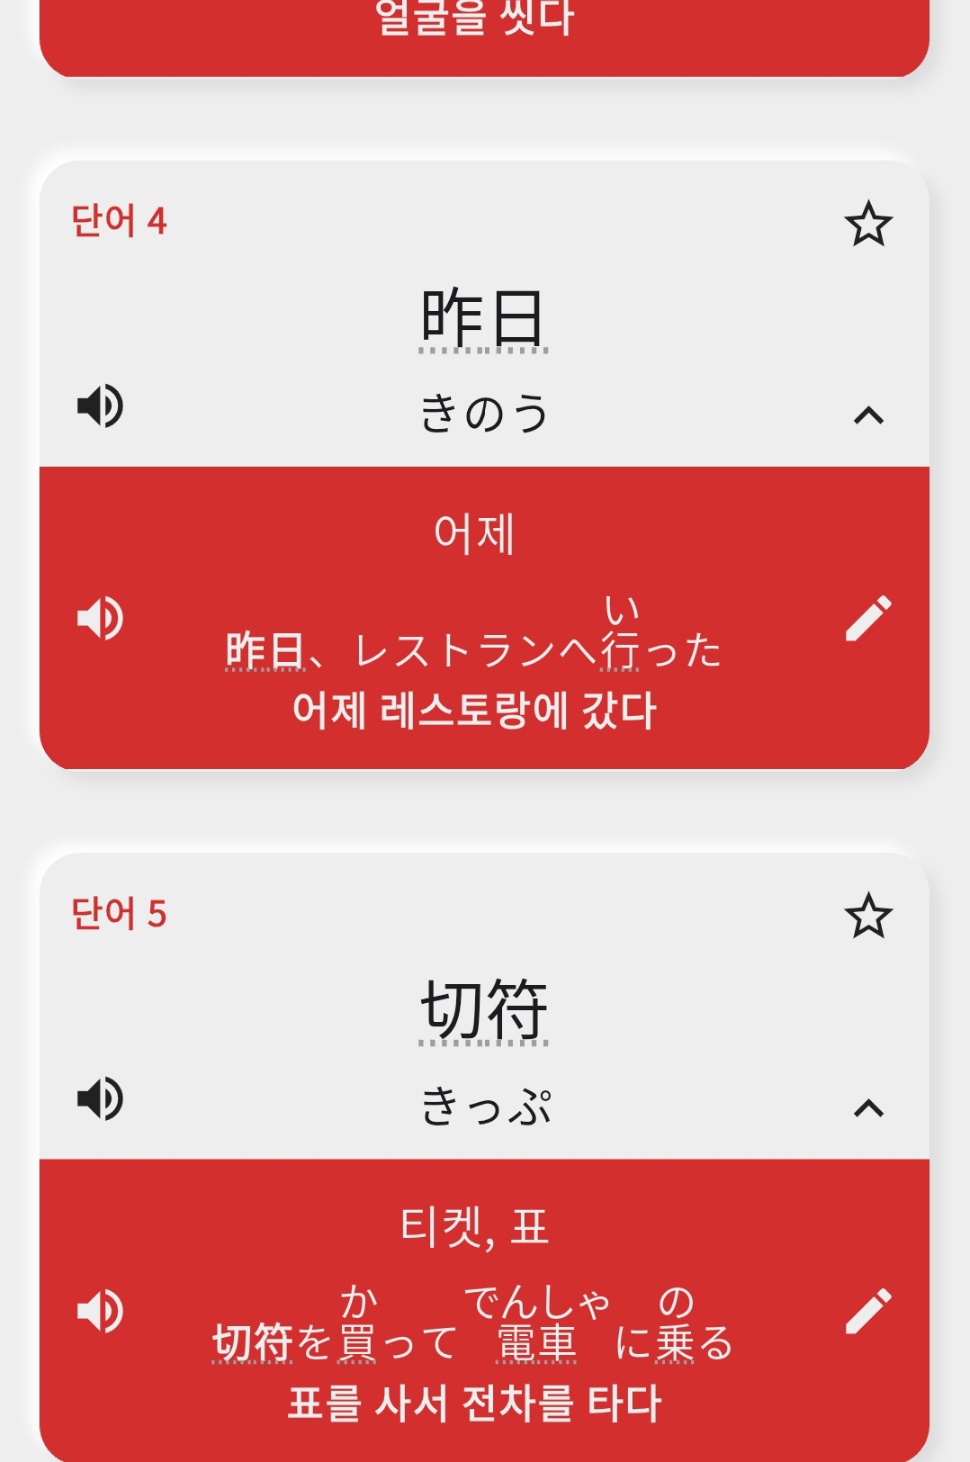 얼굴을 씻다
단어 4
昨日
きのう
어제
い
昨日、レストランへ行った
어제 레스토랑에 갔다
단어 5
切符
きっぷ
티켓, 표
か でんしゃ の
切符を買って 電車 に乗る
표를 사서 전차를 타다